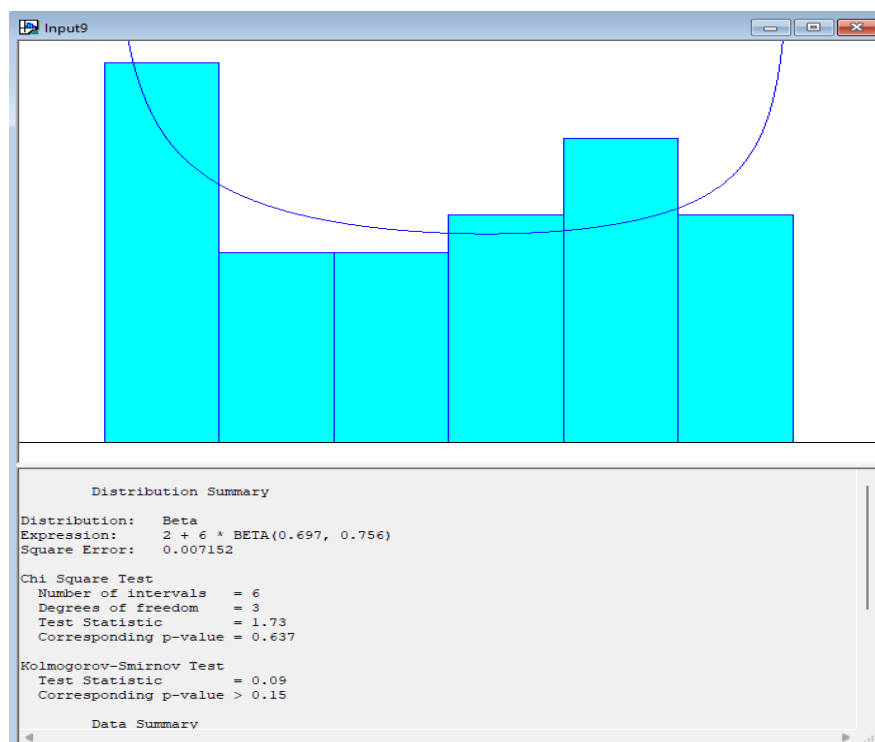 Input9
Distribution Summary
Distribution: Beta
Expression: 2 + 6 * BETA(0.697, 0.756)
Square Error: 0.007152
Chi Square Test
Number of intervals = 6
Degrees of freedom = 3
Test Statistic = 1.73
Corresponding p-value = 0.637
Kolmogorov-Smirnov Test
Test Statistic = 0.09
Corresponding p-value > 0.15
Data Summary